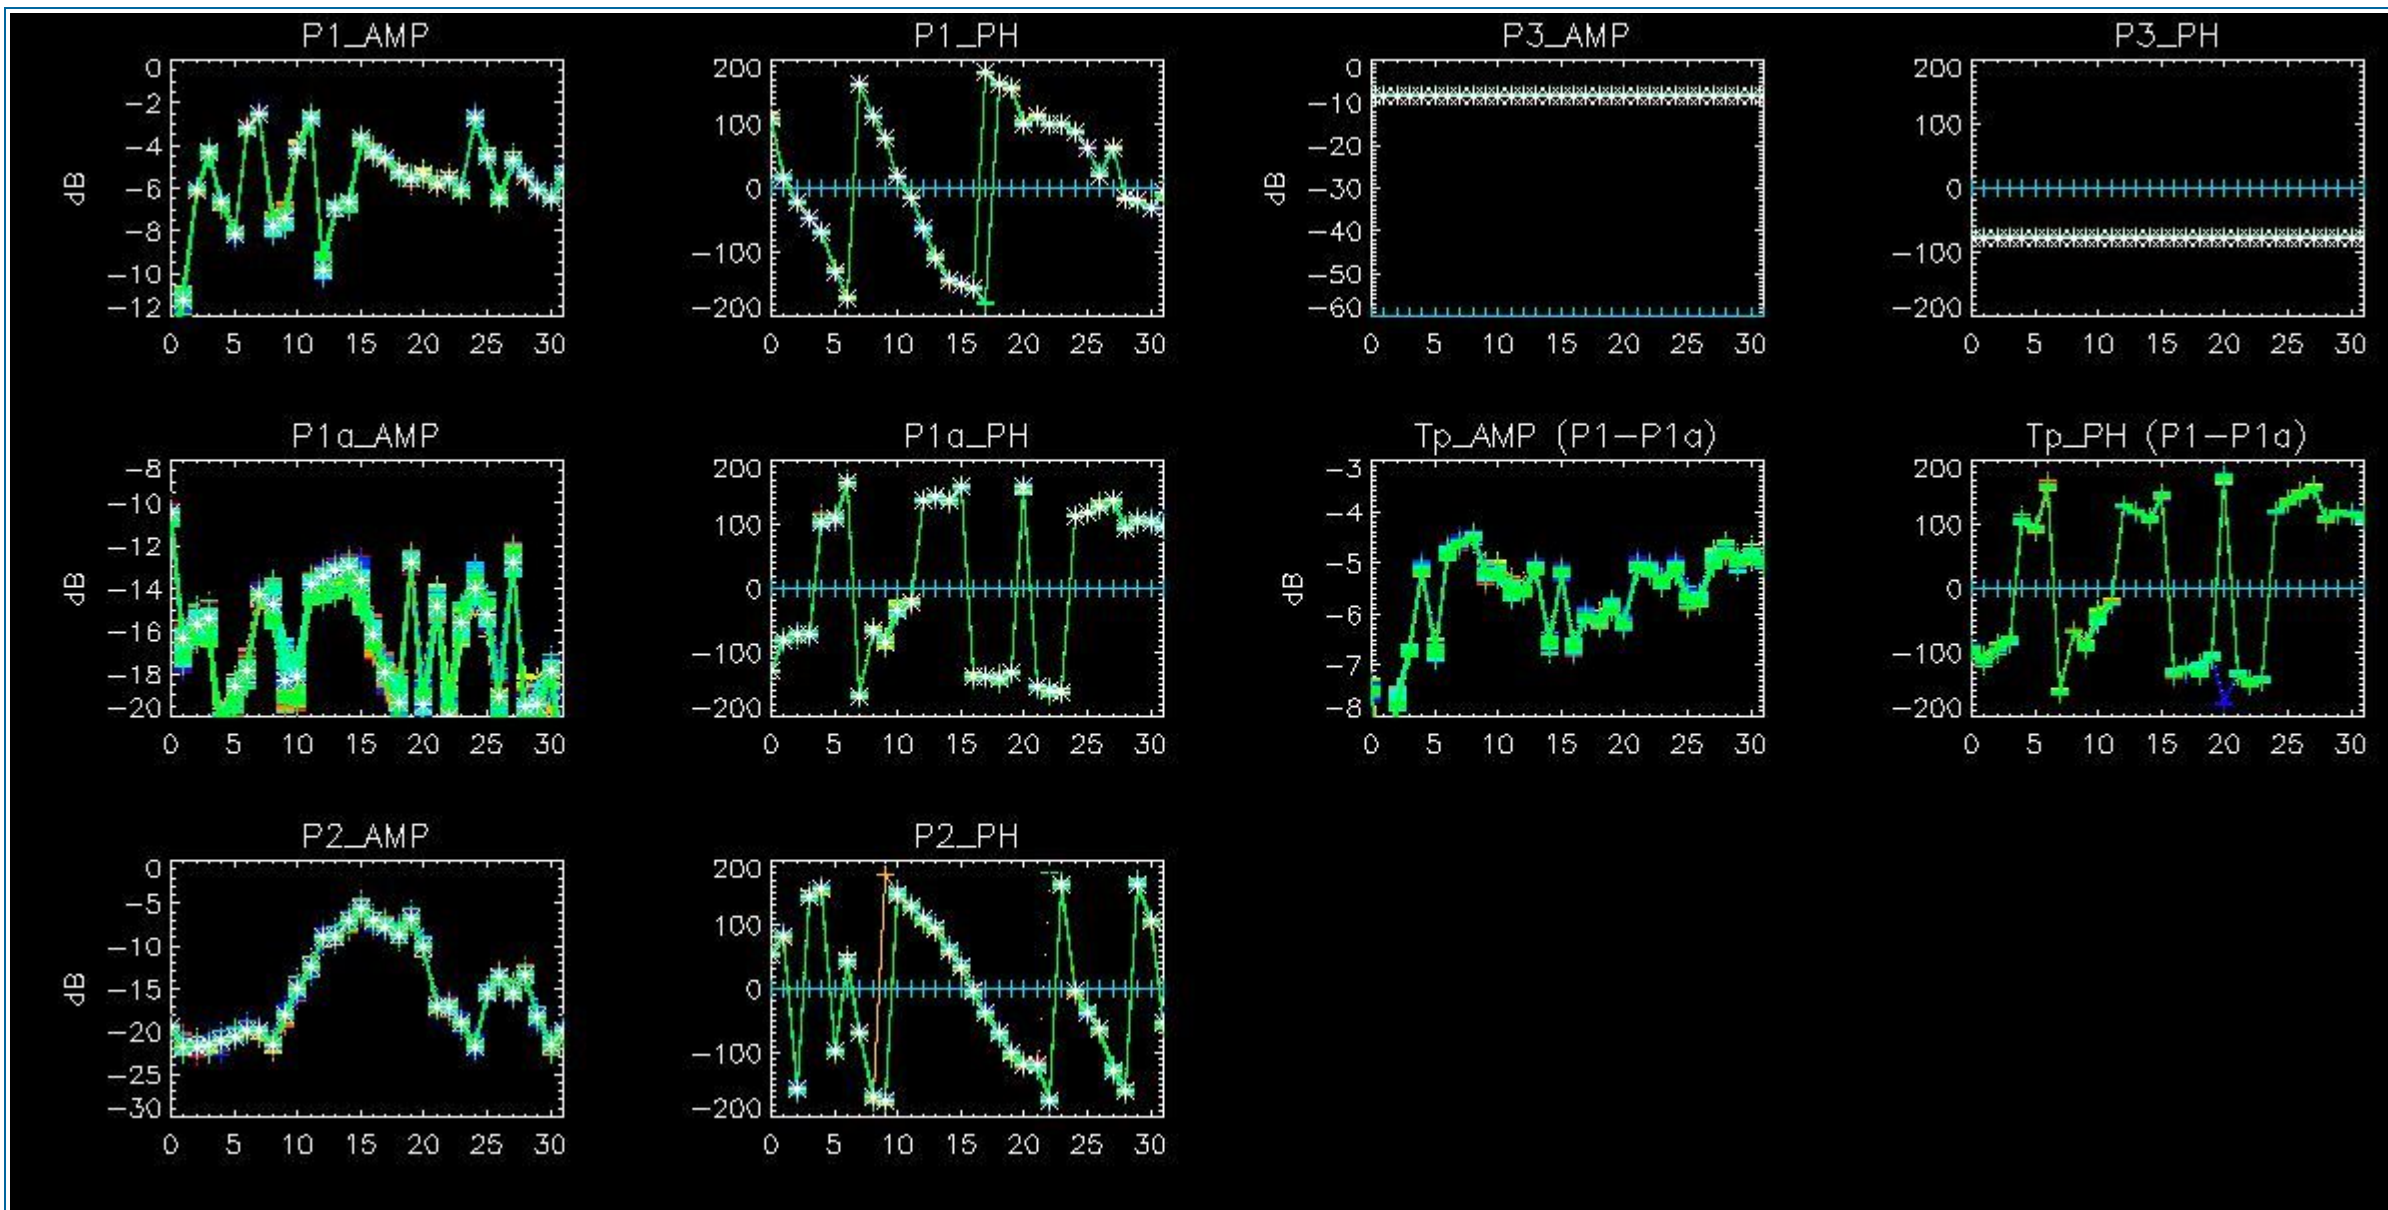 P1_AMP P1_PH P3_AMP P3_PH
0 200 0 200
-2 100 -10 100
-4 0 -20 0
-6 -100 -30 -100
-8 -200 -40 -200
-10 -50
-12 -60
dB dB
0 5 10 15 20 25 30 0 5 10 15 20 25 30 0 5 10 15 20 25 30 0 5 10 15 20 25 30
P1a_AMP P1a_PH Tp_AMP (P1-P1a) Tp_PH (P1-P1a)
-8 200 -3 200
-10 100 -4 100
-12 0 -5 0
-14 -100 -6 -100
-16 -200 -7 -200
-18 -8
-20
dB dB
0 5 10 15 20 25 30 0 5 10 15 20 25 30 0 5 10 15 20 25 30 0 5 10 15 20 25 30
P2_AMP P2_PH
0 200
-5 100
-10 0
-15 -100
-20 -200
-25
-30
dB
0 5 10 15 20 25 30 0 5 10 15 20 25 30